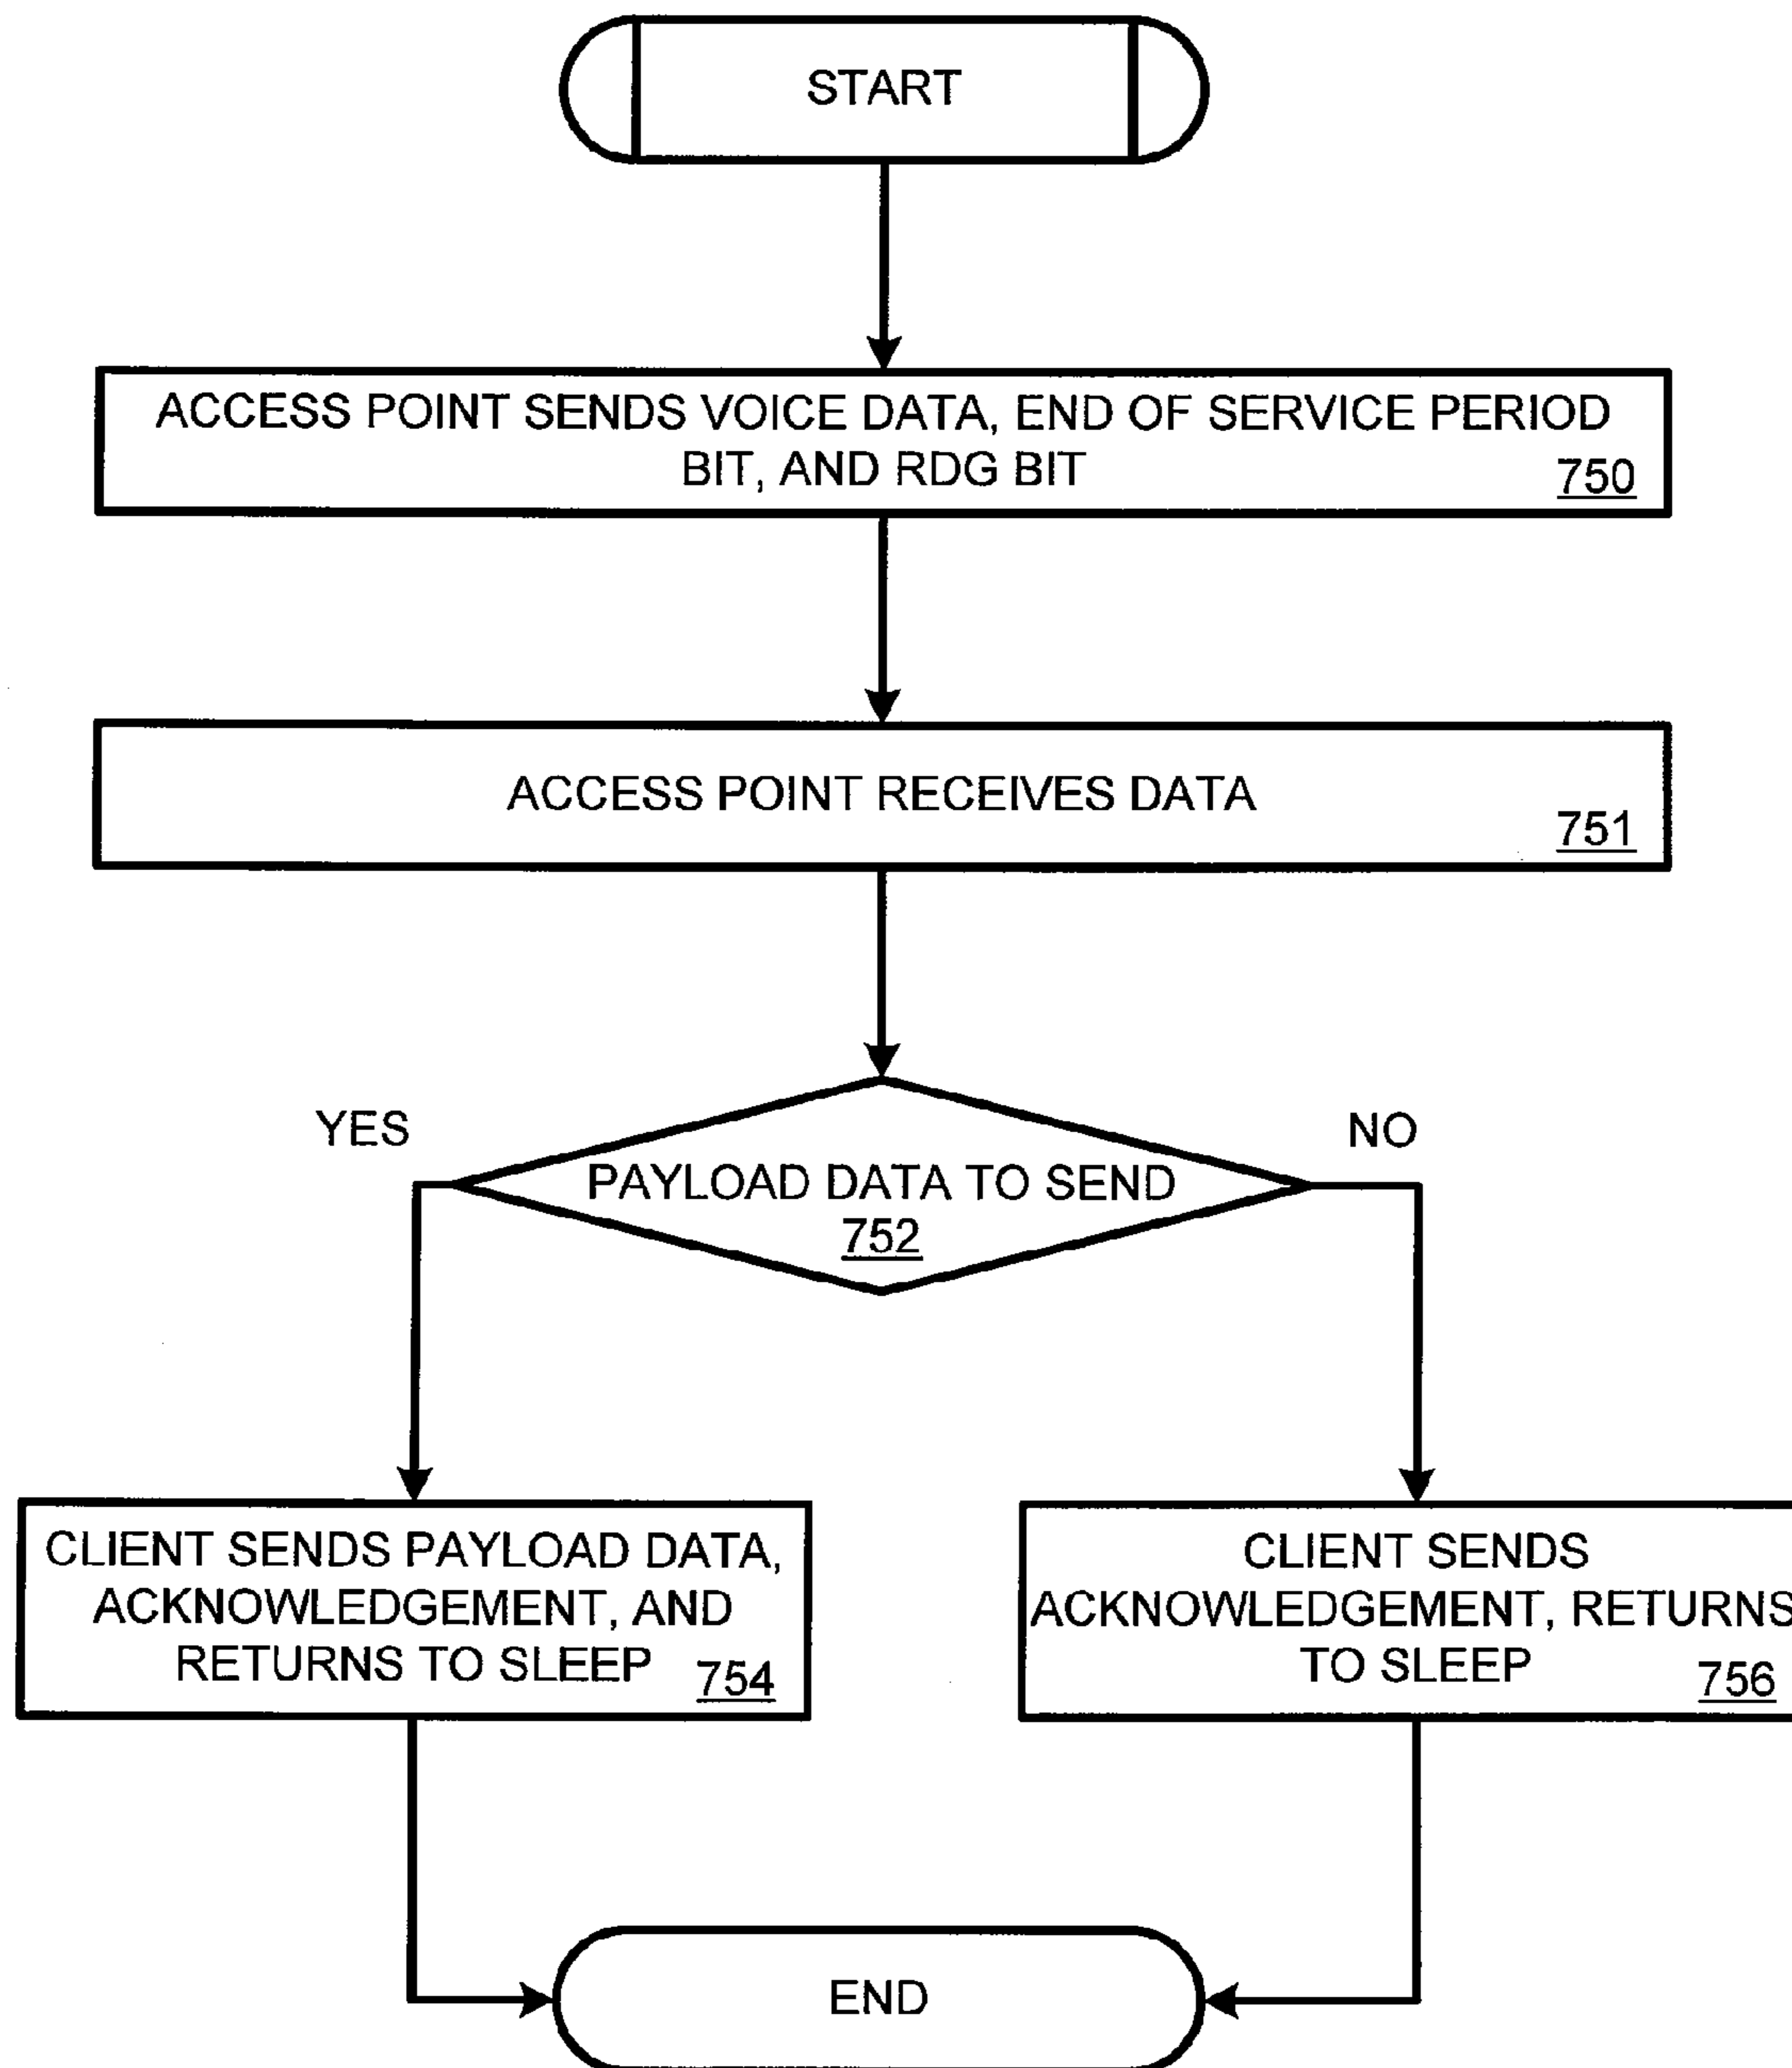 START
ACCESS POINT SENDS VOICE DATA, END OF SERVICE PERIOD
BIT, AND RDG BIT
750
ACCESS POINT RECEIVES DATA
751
YES
NO
PAYLOAD DATA TO SEND
752
CLIENT SENDS PAYLOAD DATA,
ACKNOWLEDGEMENT, AND
RETURNS TO SLEEP
754
CLIENT SENDS
ACKNOWLEDGEMENT, RETURNS
TO SLEEP
756
END